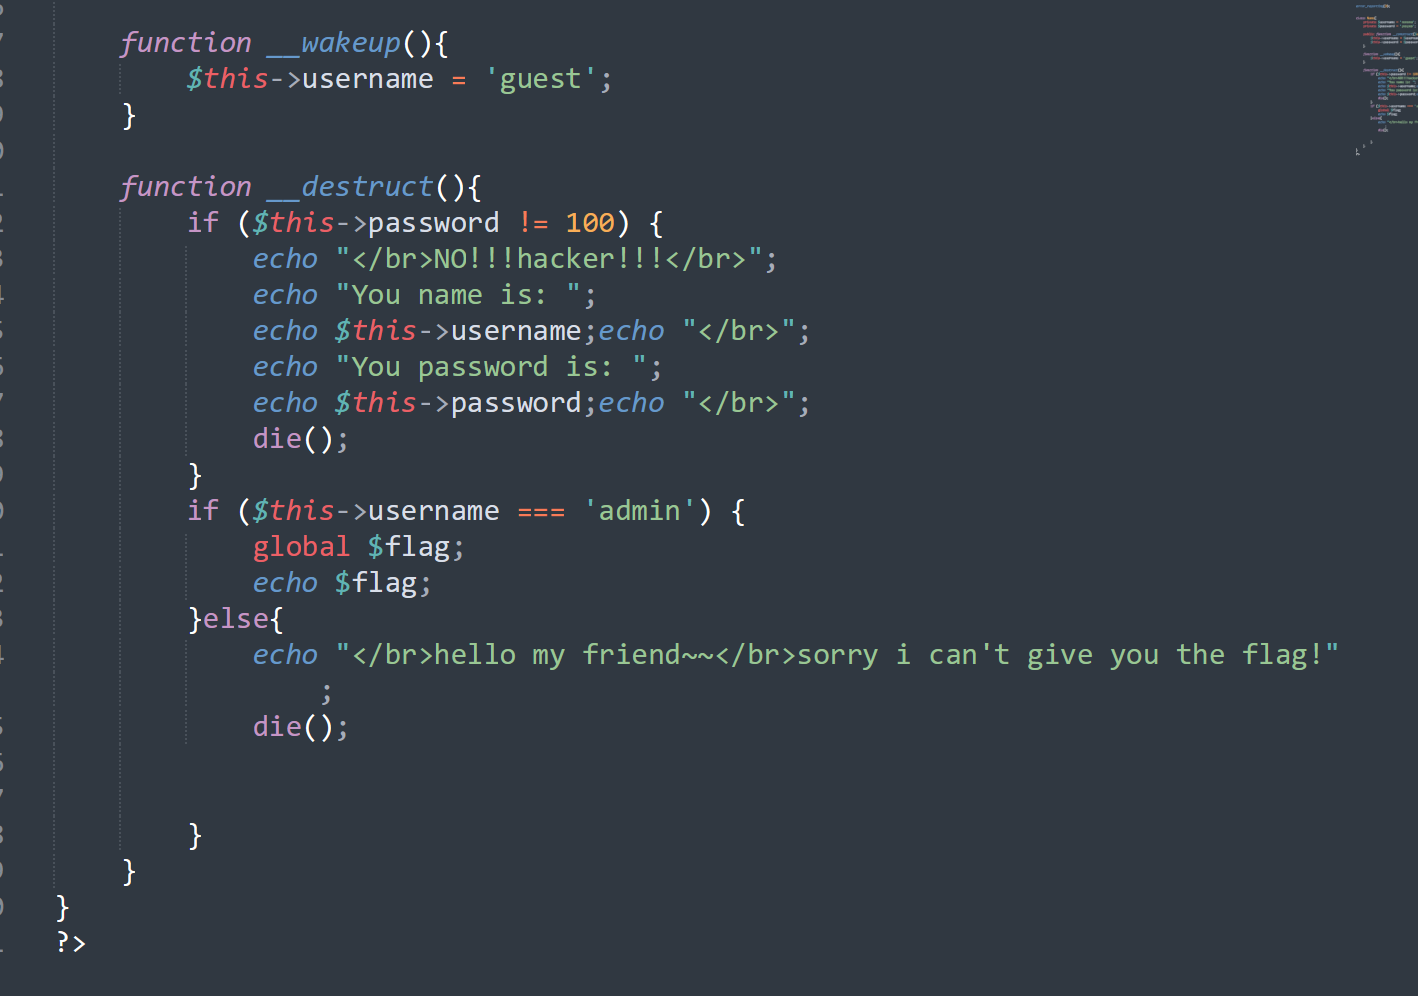 function __wakeup(){
$this->username = 'guest';
}
function __destruct(){
if ($this->password != 100) {
echo "</br>NO!!!hacker!!!</br>";
echo "You name is: ";
echo $this->username;echo "</br>";
echo "You password is: ";
echo $this->password;echo "</br>";
die();
}
if ($this->username === 'admin') {
global $flag;
echo $flag;
}else{
echo "</br>hello my friend~~</br>sorry i can't give you the flag!"
;
die();
}
}
}
?>